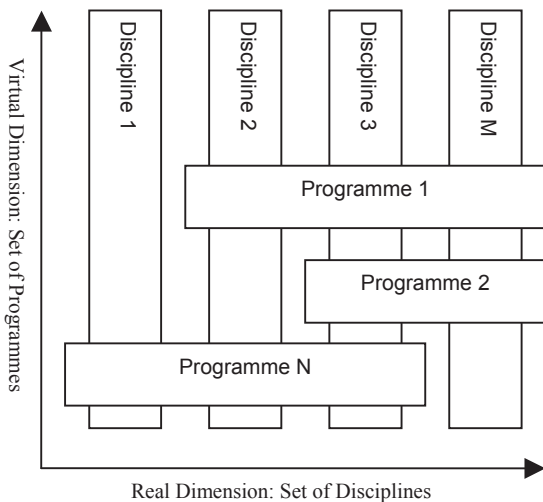 Virtual Dimension: Set of Programmes
Discipline 1
Discipline 2
Discipline 3
Discipline M
Programme 1
Programme 2
Programme N
Real Dimension: Set of Disciplines